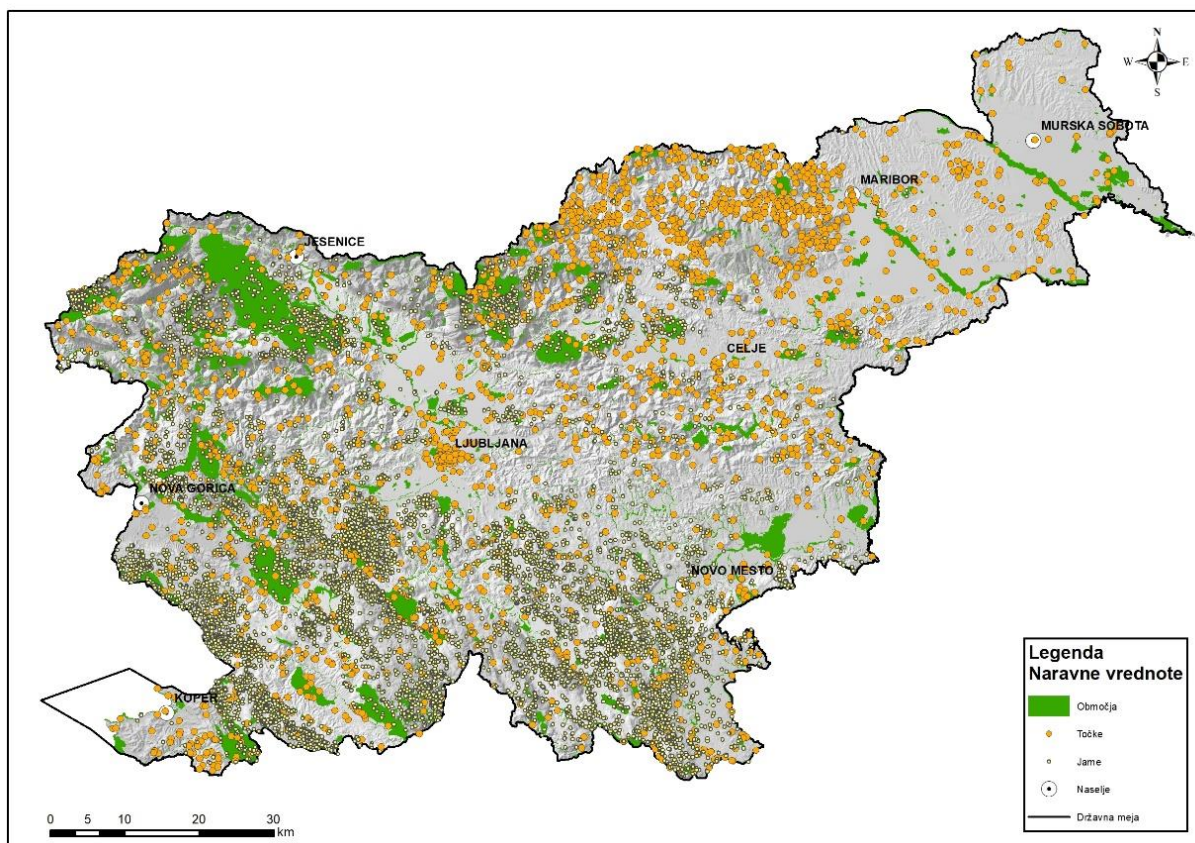 N
W E
S
MURSKA SOBOTA
MARIBOR
JESENICE
CELJE
LJUBLJANA
NOVA GORICA
NOVO MESTO
KOPER
Legenda
Naravne vrednote
Območja
Točke
Jame
Naselje
Državna meja
0 5 10 20 30
km